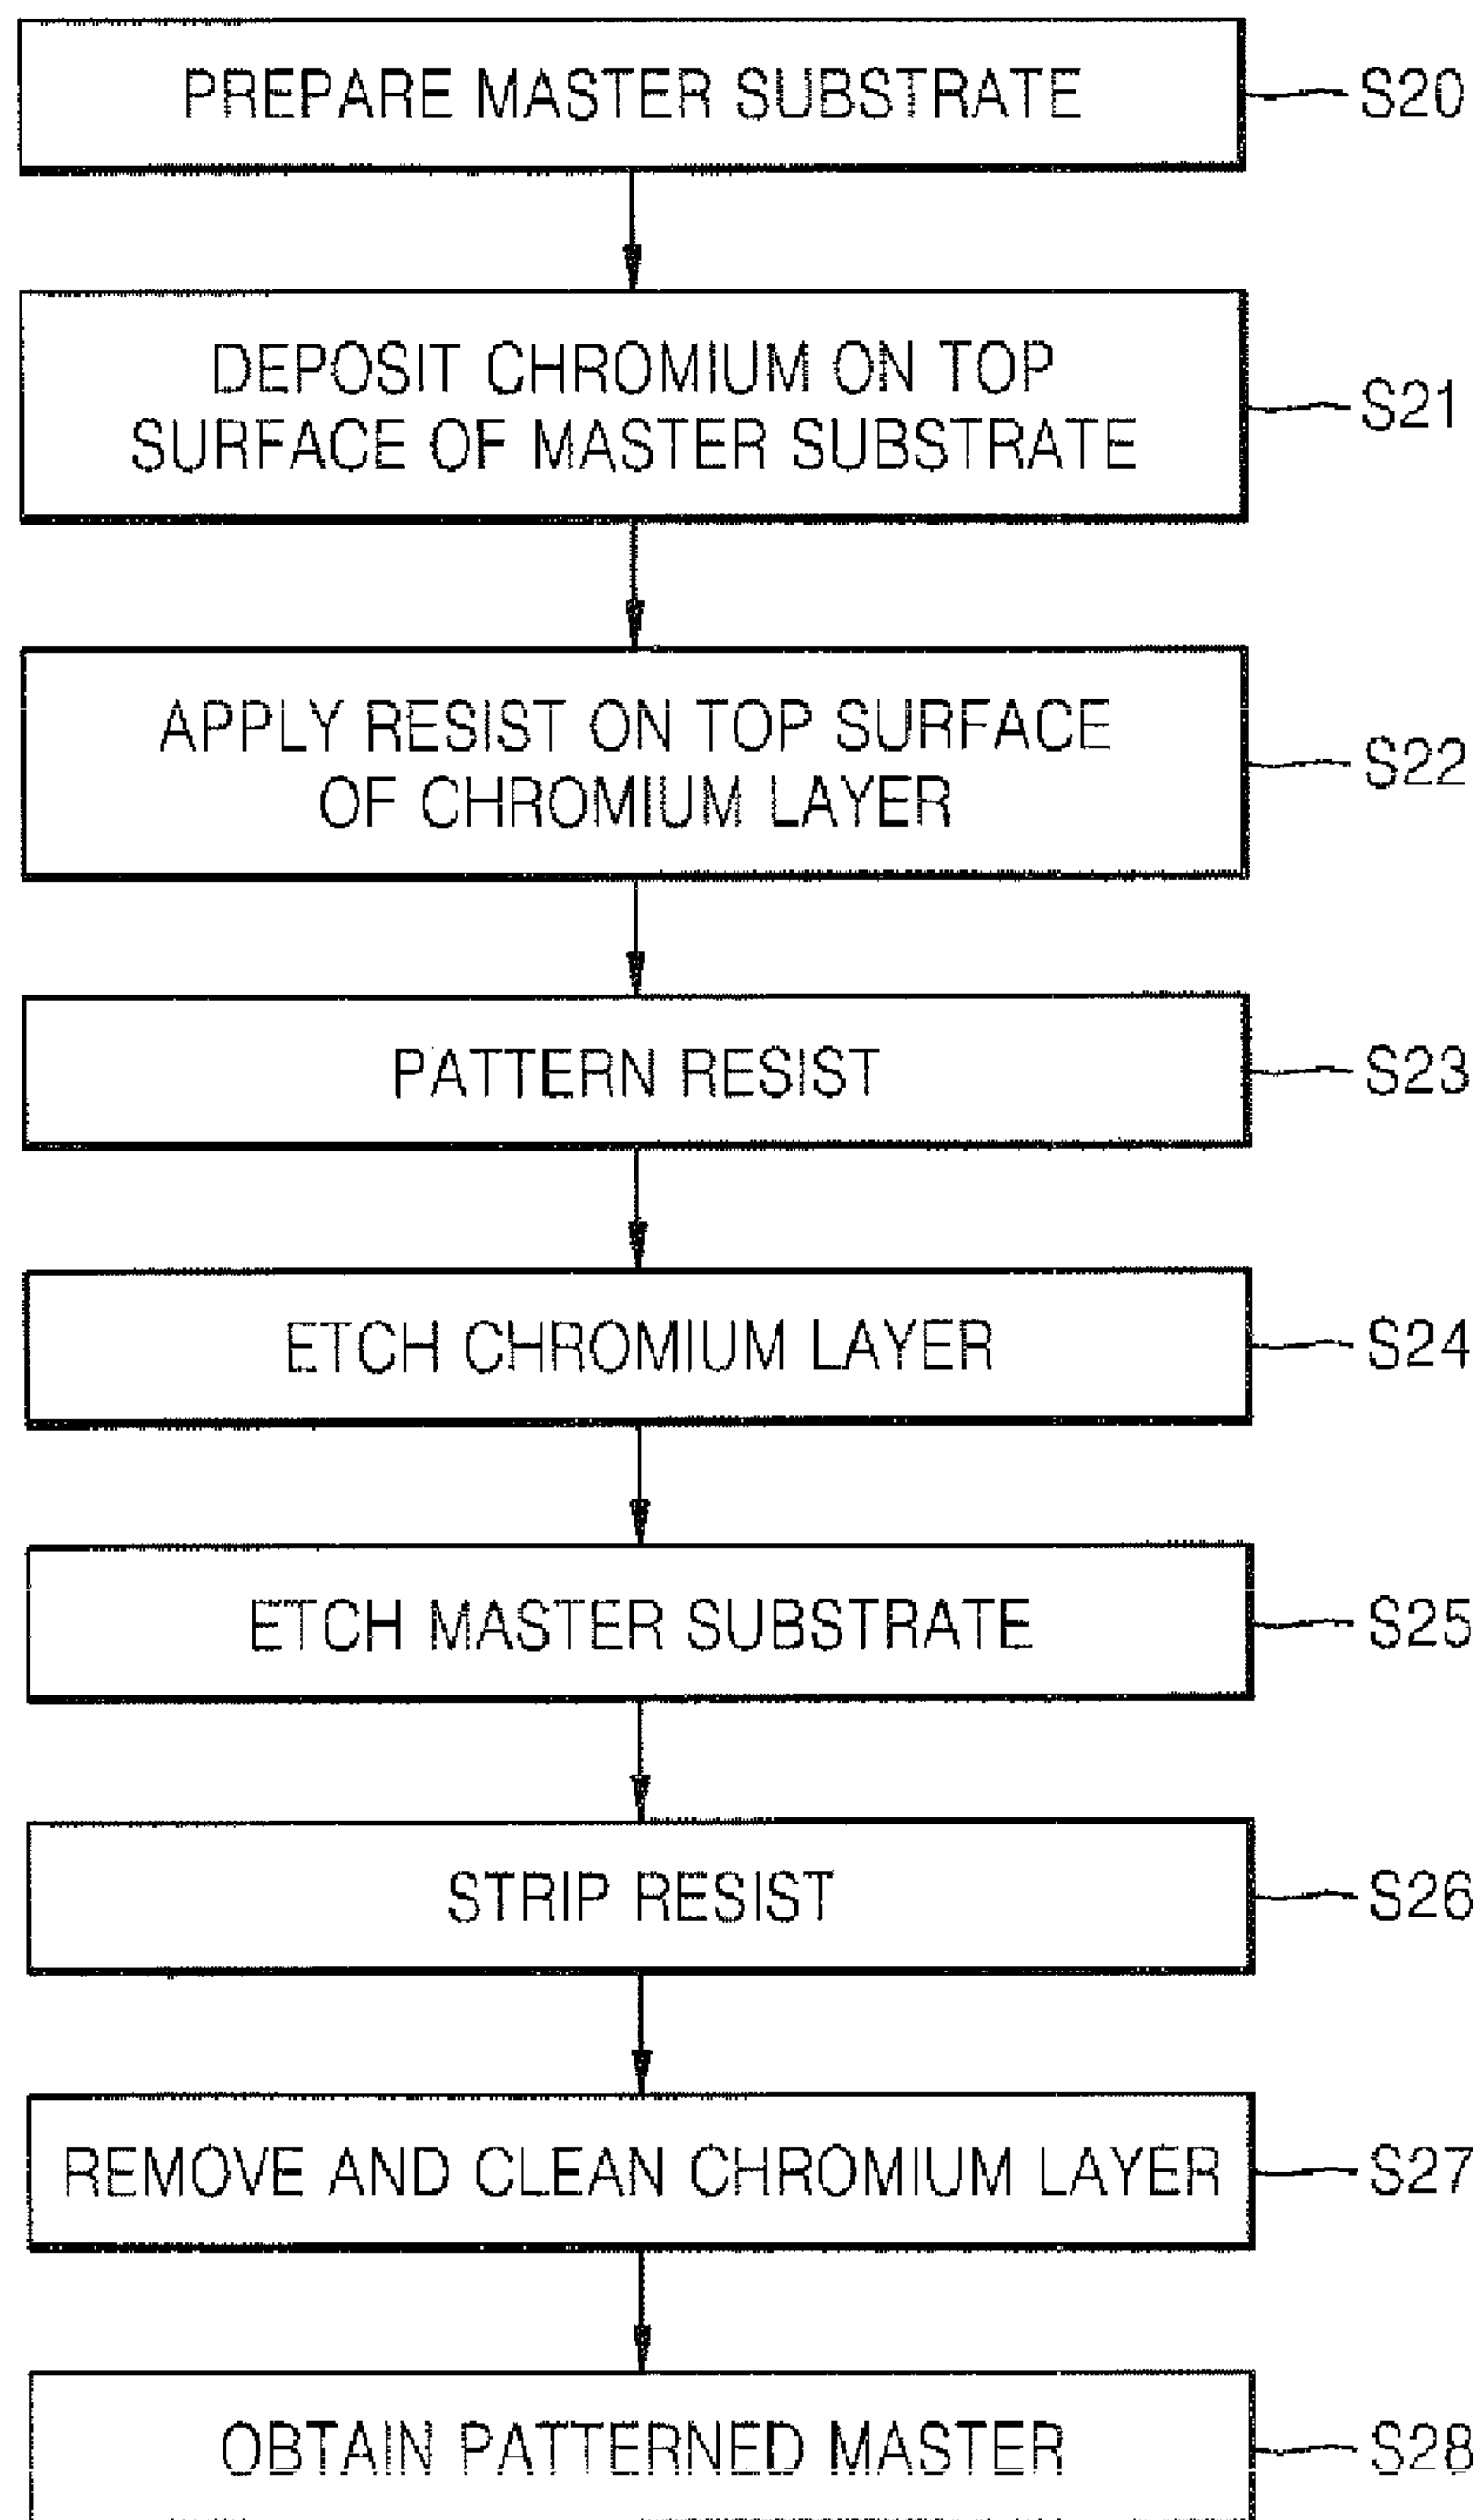 PREPARE MASTER SUBSTRATE S20
DEPOSIT CHROMIUM ON TOP
SURFACE OF MASTER SUBSTRATE
S21
APPLY RESIST ON TOP SURFACE
OF CHROMIUM LAYER
S22
PATTERN RESIST S23
ETCH CHROMIUM LAYER S24
ETCH MASTER SUBSTRATE S25
STRIP RESIST S26
REMOVE AND CLEAN CHROMIUM LAYER S27
OBTAIN PATTERNED MASTER S28